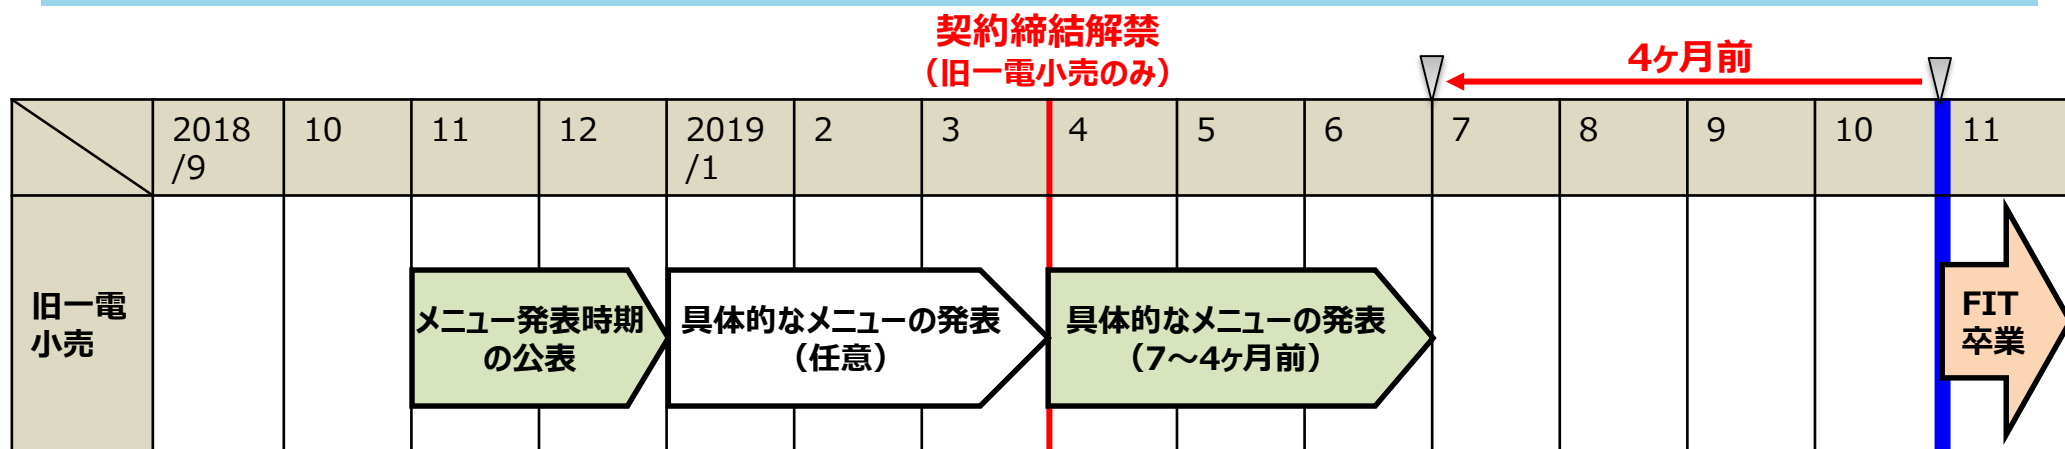 契約締結解禁
（旧一電小売のみ）
4ヶ月前
2018
/9
10
11
12
2019
/1
2
3
4
5
6
7
8
9
10
11
旧一電
小売
メニュー発表時期
の公表
具体的なメニューの発表
（任意）
具体的なメニューの発表
（7～4ヶ月前）
FIT
卒業